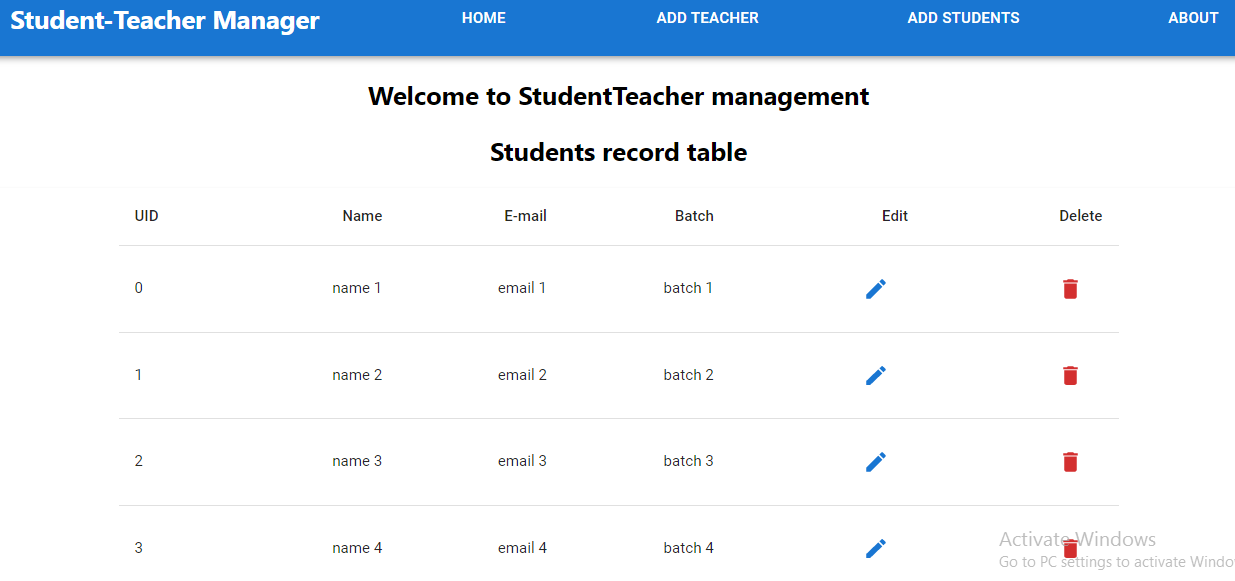 Student-Teacher Manager HOME ADD TEACHER ADD STUDENTS ABOUT
Welcome to StudentTeacher management
Students record table
UID Name E-mail Batch Edit Delete
0 name 1 email 1 batch 1
1 name 2 email 2 batch 2
2 name 3 email 3 batch 3
3 name 4 email 4 batch 4
Activate Windows
Go to PC settings to activate Windo